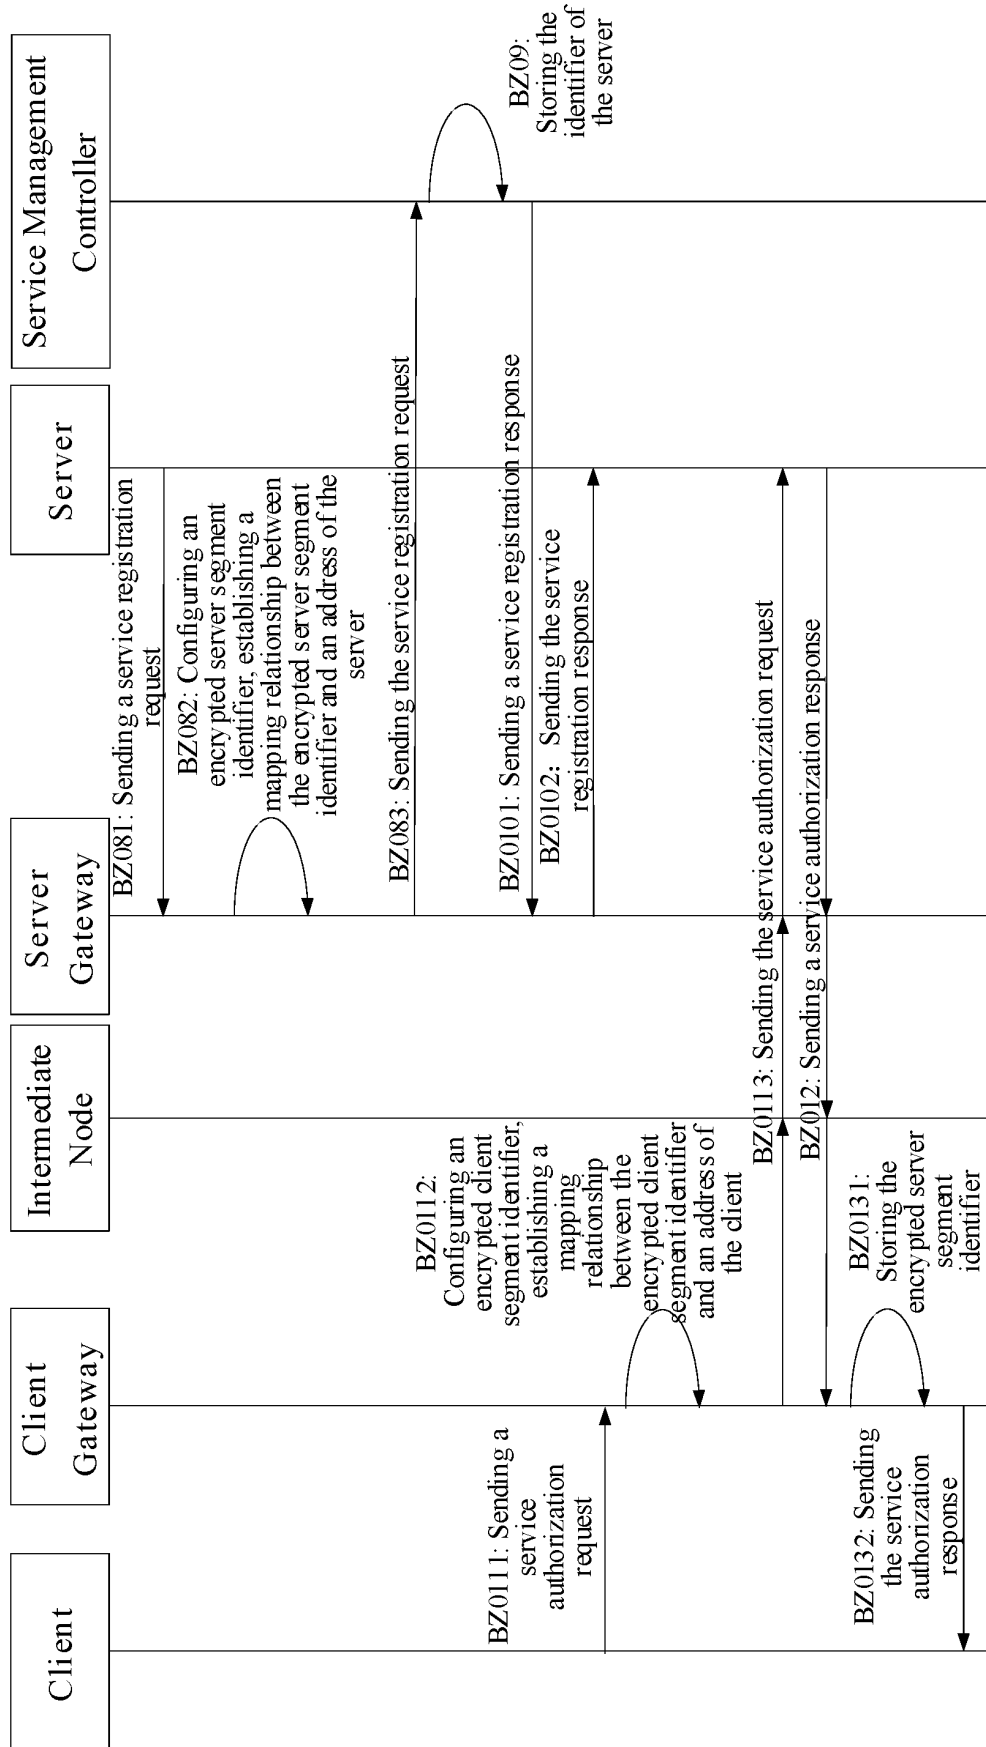 Client
Client
Gateway
Intermediate
Node
Server
Gateway
Server
Service Management
Controller
BZ081: Sending a service registration
request
BZ082: Configuring an
encrypted server segment
identifier, establishing a
mapping relationship between
the encrypted server segment
identifier and an address of the
server
BZ083: Sending the service registration request
BZ09:
Storing the
identifier of
the server
BZ0101: Sending a service registration response
BZ0102: Sending the service
registration response
BZ0111: Sending a
service
authorization
request
BZ0112:
Configuring an
encrypted client
segment identifier,
establishing a
mapping
relationship
between the
encrypted client
segment identifier
and an address of
the client
BZ0113: Sending the service authorization request
BZ012: Sending a service authorization response
BZ0131:
Storing the
encrypted server
segment
identifier
BZ0132: Sending
the service
authorization
response